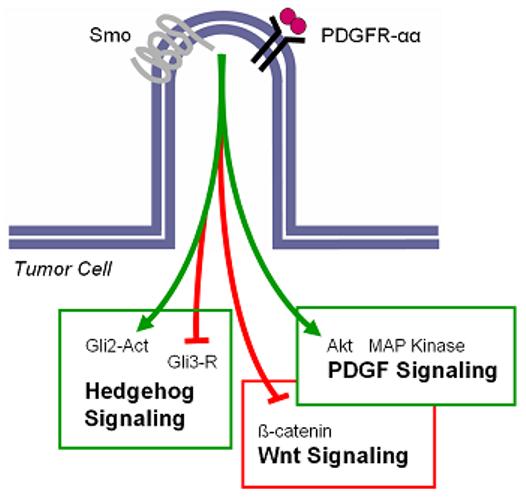 Smo
PDGFR-αα
Tumor Cell
Gli2-Act
Gli3-R
Hedgehog
Signaling
Akt MAP Kinase
PDGF Signaling
ß-catenin
Wnt Signaling